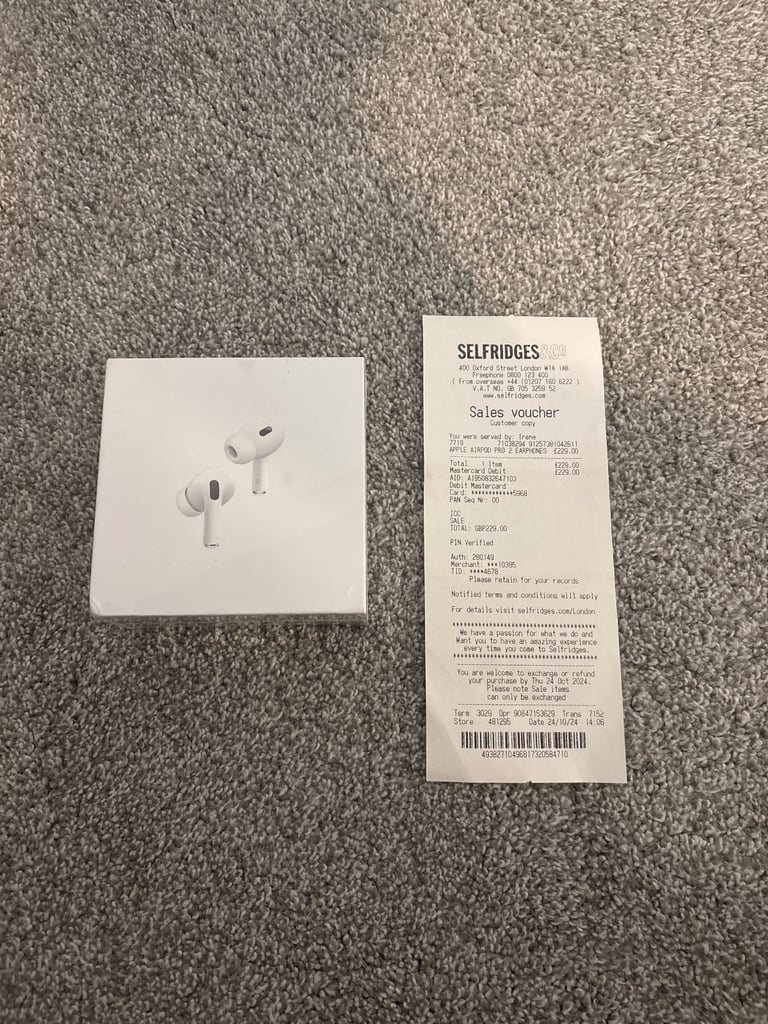 SELFRIDGES&CO
400 Oxford Street London W1A 1AB
Freephone 0800 123 400
( From overseas +44 (0)207 160 6222 )
V.A.T NO. GB 705 3259 52
www.selfridges.com
Sales voucher
Customer copy
You were served by: Irene
7719 71038294 91257381042611
APPLE AIRPOD PRO 2 EARPHONES £229.00
Total 1 Item £229.00
Mastercard Debit £229.00
AID: A1950832647103
Debit Mastercard
Card: ************5968
PAN Seq Nr: 00
ICC
SALE
TOTAL: GBP229.00
PIN Verified
Auth: 280149
Merchant: ***10385
TID: ****4678
Please retain for your records
Notified terms and conditions will apply
For details visit selfridges.com/London
We have a passion for what we do and
Want you to have an amazing experience
every time you come to Selfridges.
You are welcome to exchange or refund
your purchase by Thu 24 Oct 2024.
Please note Sale items
can only be exchanged
Term 3029 Opr 90847153629 Trans 7152
Store 481295 Date 24/10/24 14:06
49382710496817320584710